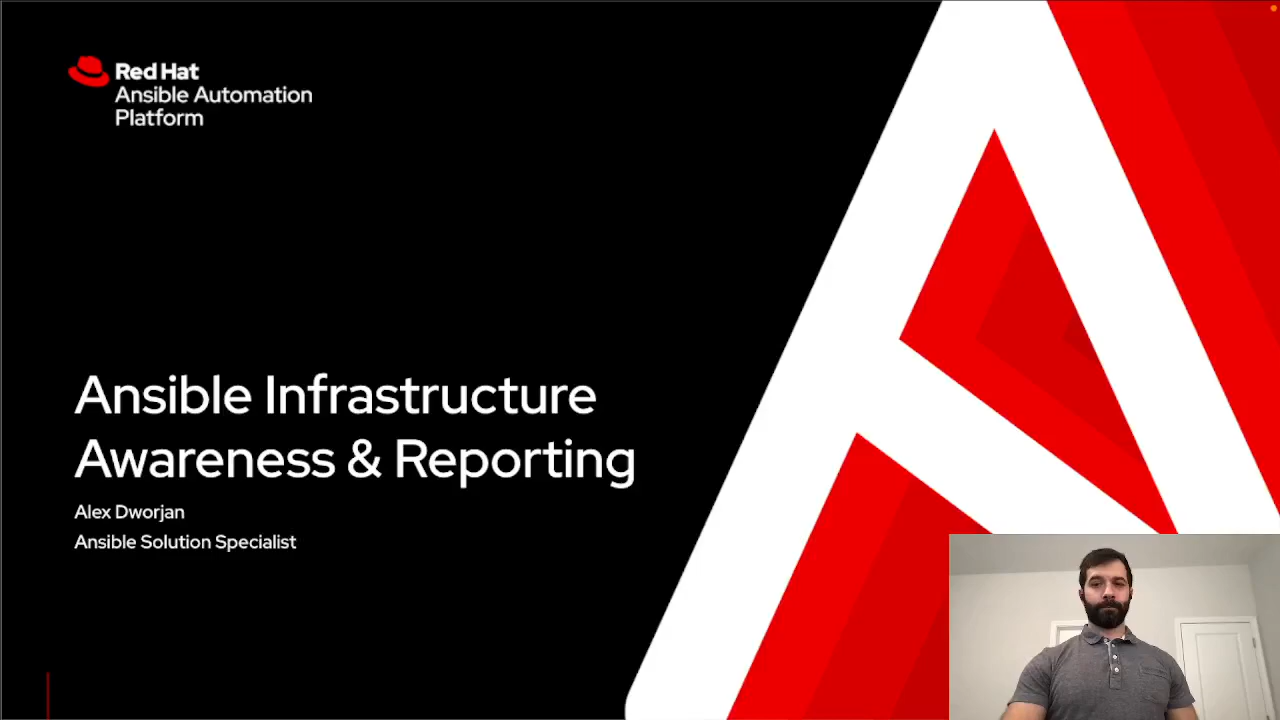 Red Hat
Ansible Automation
Platform
Ansible Infrastructure
Awareness & Reporting
Alex Dworjan
Ansible Solution Specialist